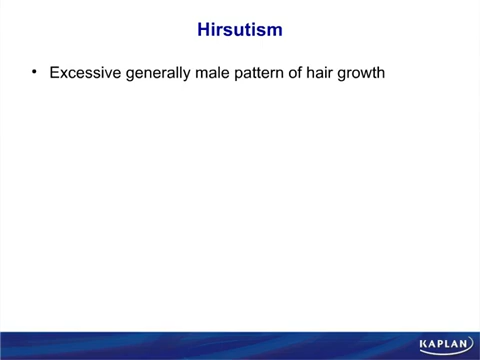 Hirsutism
• Excessive generally male pattern of hair growth
KAPLAN